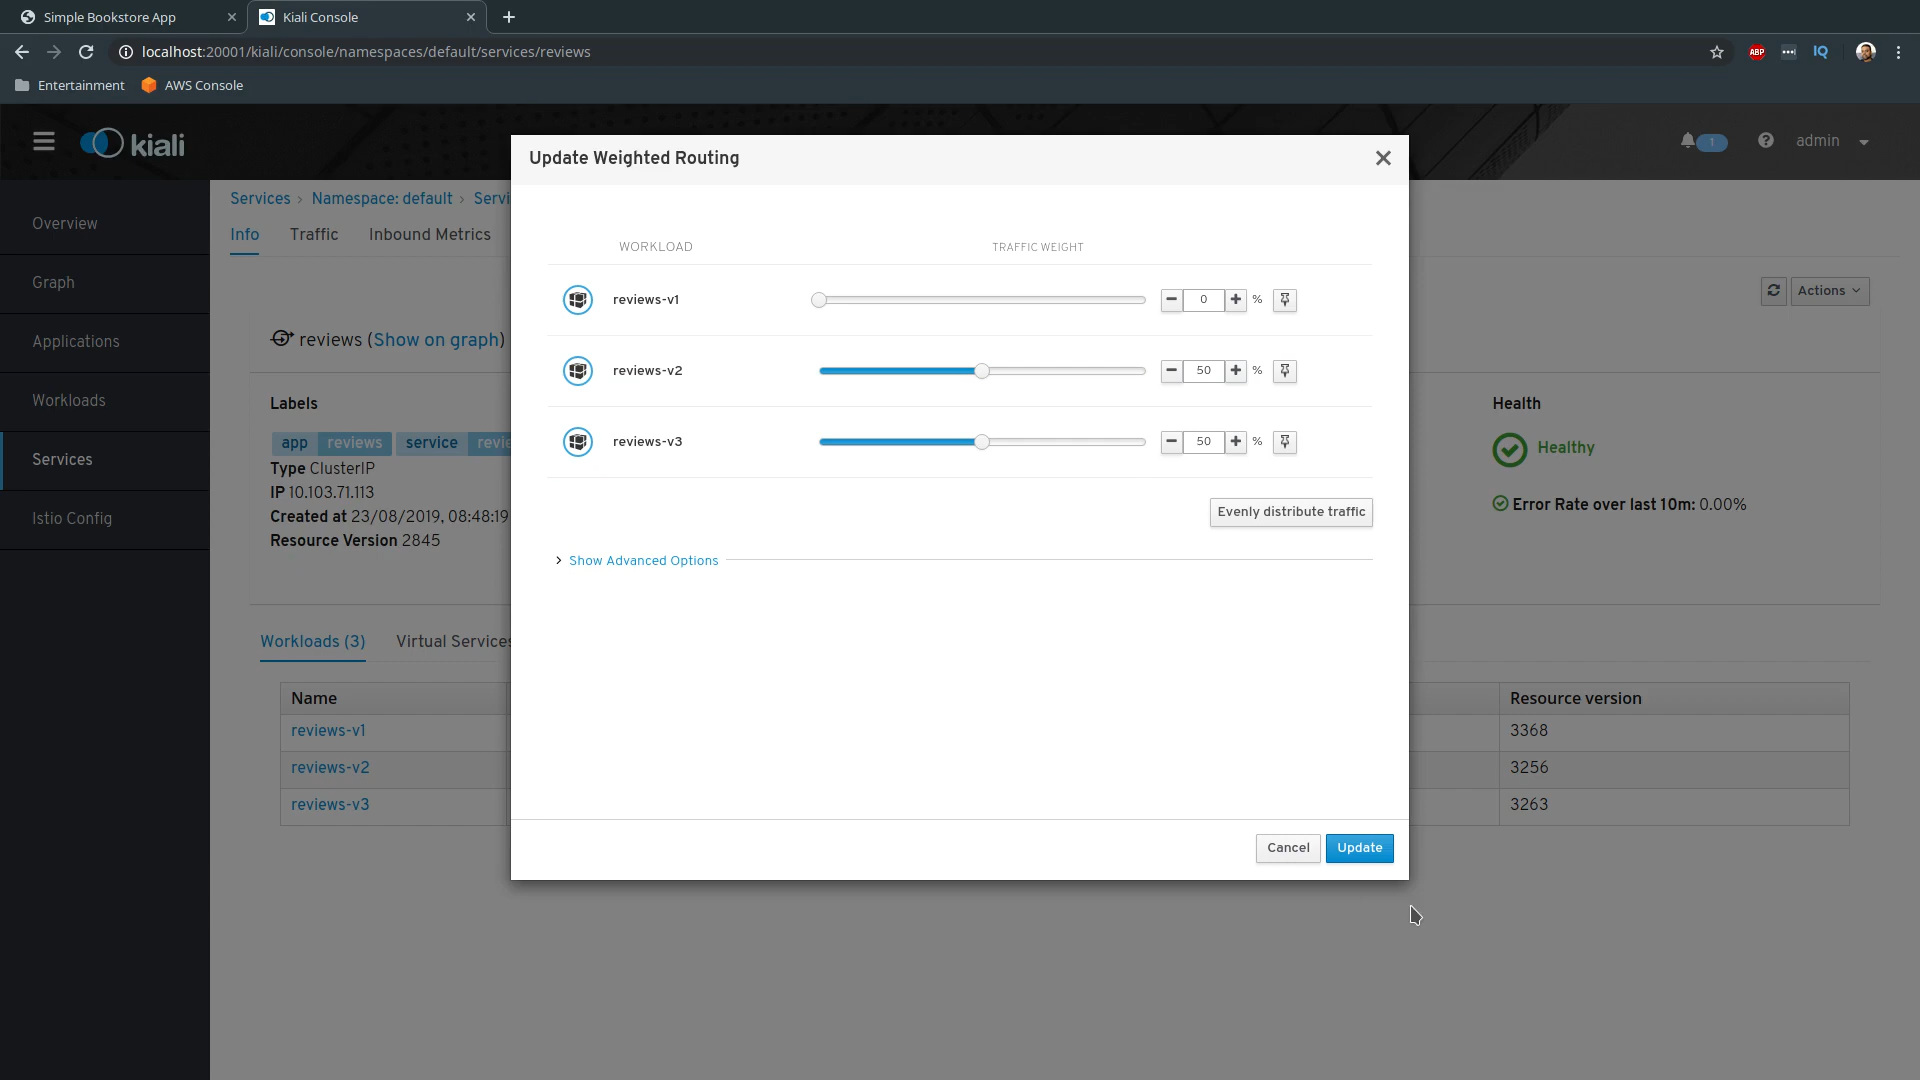 Simple Bookstore App
Kiali Console
localhost:20001/kiali/console/namespaces/default/services/reviews
ABP
IQ
Entertainment
AWS Console
kiali
1
admin
Update Weighted Routing
Overview
Graph
Applications
Workloads
Services
Istio Config
Services › Namespace: default › Servi
Info Traffic Inbound Metrics
Actions
reviews (Show on graph)
Labels
app reviews service revie
Type ClusterIP
IP 10.103.71.113
Created at 23/08/2019, 08:48:19
Resource Version 2845
Health
Healthy
Error Rate over last 10m: 0.00%
WORKLOAD TRAFFIC WEIGHT
reviews-v1 0 %
reviews-v2 50 %
reviews-v3 50 %
Evenly distribute traffic
Show Advanced Options
Cancel Update
Workloads (3) Virtual Services
Name Resource version
reviews-v1 3368
reviews-v2 3256
reviews-v3 3263